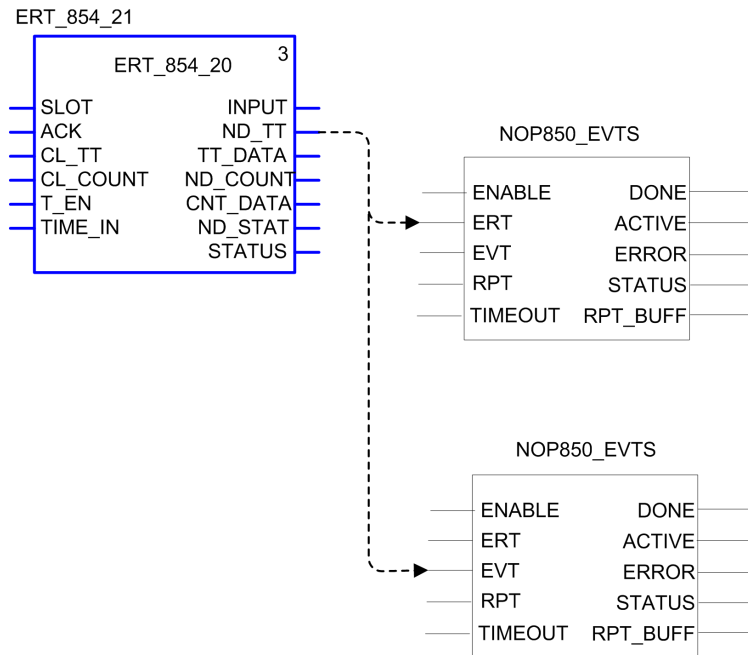 ERT_854_21
ERT_854_20
3
SLOT INPUT
ACK ND_TT
CL_TT TT_DATA
CL_COUNT ND_COUNT
T_EN CNT_DATA
TIME_IN ND_STAT
STATUS
NOP850_EVTS
ENABLE DONE
ERT ACTIVE
EVT ERROR
RPT STATUS
TIMEOUT RPT_BUFF
NOP850_EVTS
ENABLE DONE
ERT ACTIVE
EVT ERROR
RPT STATUS
TIMEOUT RPT_BUFF